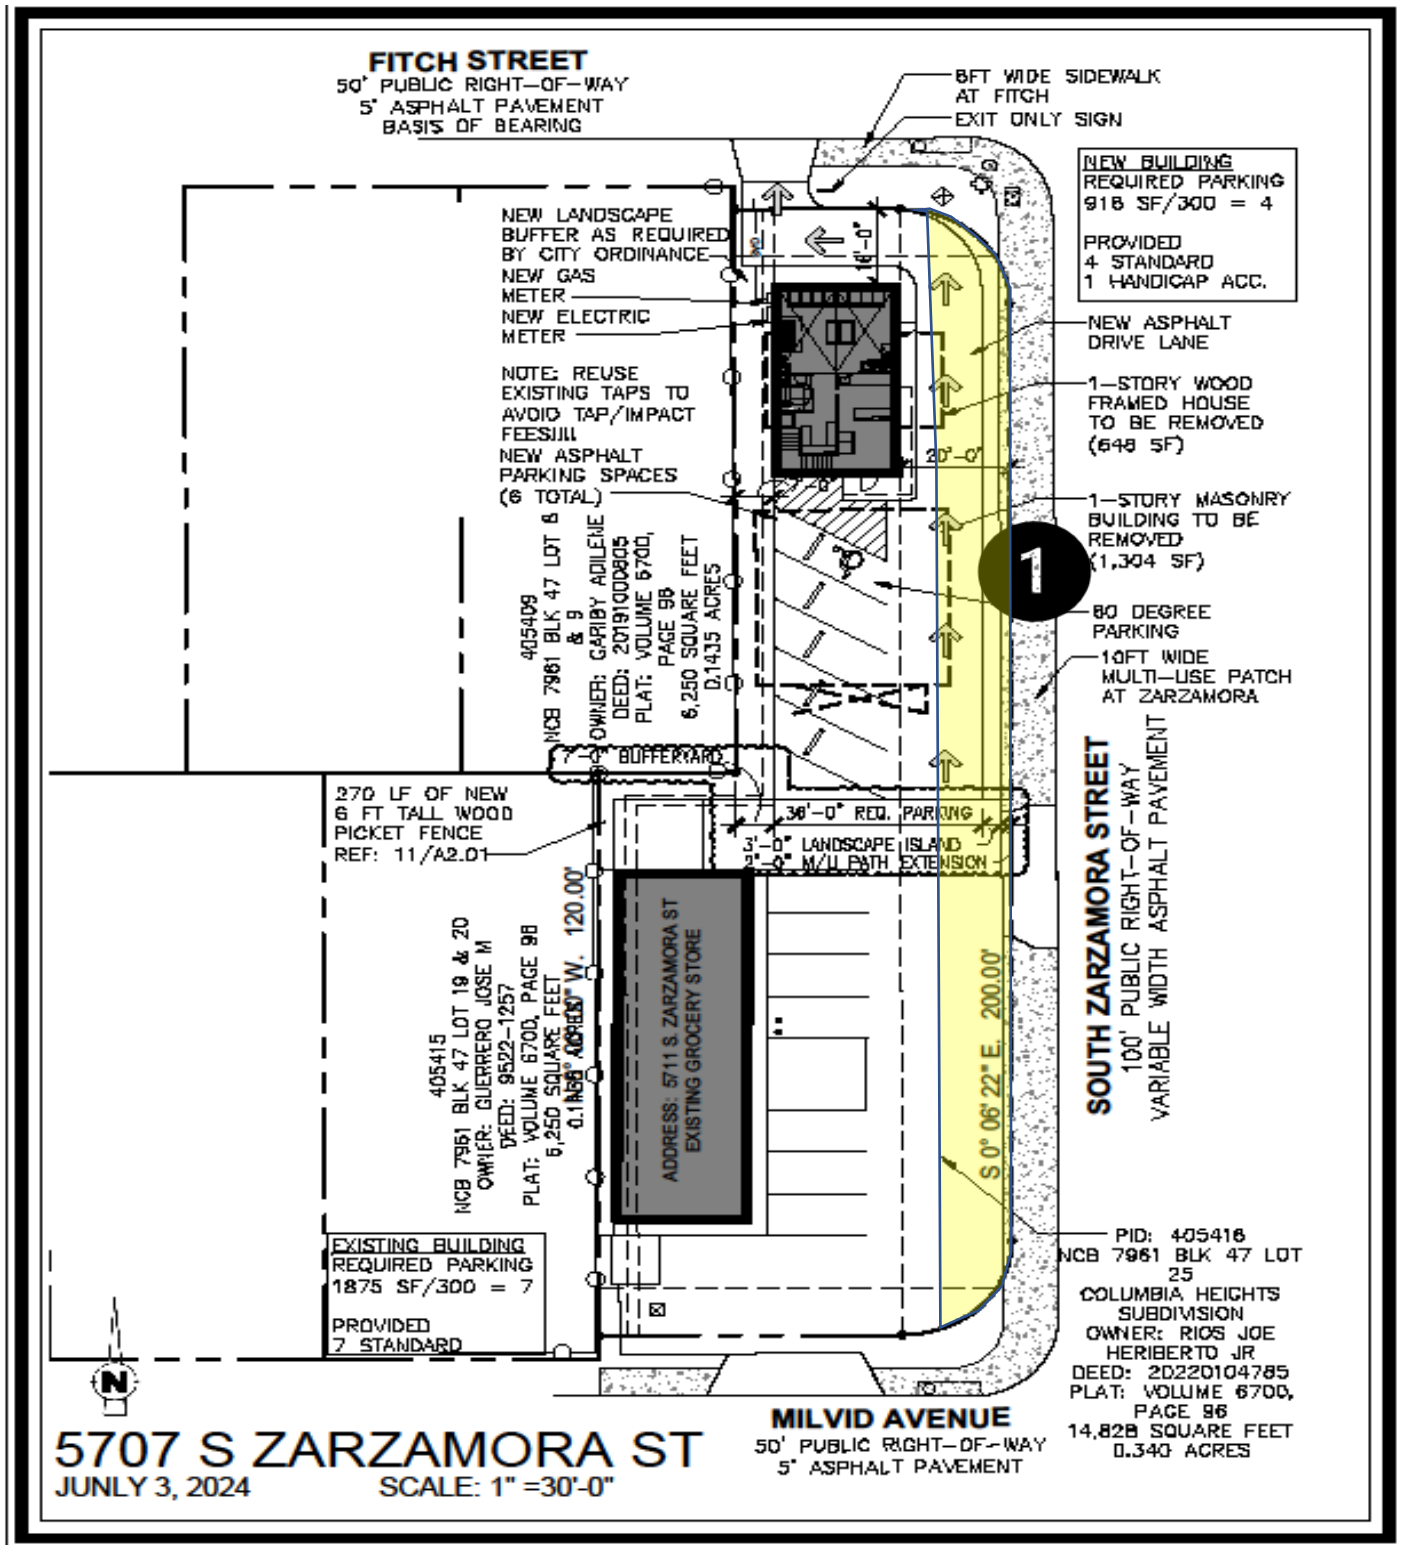 FITCH STREET
50' PUBLIC RIGHT-OF-WAY
5' ASPHALT PAVEMENT
BASIS OF BEARING
6FT WIDE SIDEWALK
AT FITCH
EXIT ONLY SIGN
NEW BUILDING
REQUIRED PARKING
918 SF/300 = 4
PROVIDED
4 STANDARD
1 HANDICAP ACC.
NEW LANDSCAPE
BUFFER AS REQUIRED
BY CITY ORDINANCE
NEW GAS
METER
NEW ELECTRIC
METER
GAS
16'-0"
NOTE: REUSE
EXISTING TAPS TO
AVOID TAP/IMPACT
FEES!!!!
NEW ASPHALT
PARKING SPACES
(6 TOTAL)
NEW ASPHALT
DRIVE LANE
1-STORY WOOD
FRAMED HOUSE
TO BE REMOVED
(648 SF)
20'-0"
1-STORY MASONRY
BUILDING TO BE
REMOVED
(1,304 SF)
1
60 DEGREE
PARKING
10FT WIDE
MULTI-USE PATCH
AT ZARZAMORA
405409
NCB 7961 BLK 47 LOT 8
& 9
OWNER: GARIBY ADILENE
DEED: 20191000805
PLAT: VOLUME 6700,
PAGE 98
6,250 SQUARE FEET
0.1435 ACRES
7'-0" BUFFERYARD
270 LF OF NEW
6 FT TALL WOOD
PICKET FENCE
REF: 11/A2.01
36'-0" REQ. PARKING
3'-0" LANDSCAPE ISLAND
2'-0" M/U PATH EXTENSION
SOUTH ZARZAMORA STREET
100' PUBLIC RIGHT-OF-WAY
VARIABLE WIDTH ASPHALT PAVEMENT
405415
NCB 7961 BLK 47 LOT 19 & 20
OWNER: GUERRERO JOSE M
DEED: 9522-1257
PLAT: VOLUME 6700, PAGE 98
6,250 SQUARE FEET
W. 120.00'
ADDRESS: 5711 S. ZARZAMORA ST
EXISTING GROCERY STORE
S 0° 06' 22" E. 200.00'
EXISTING BUILDING
REQUIRED PARKING
1875 SF/300 = 7
PROVIDED
7 STANDARD
PID: 405416
NCB 7961 BLK 47 LOT
25
COLUMBIA HEIGHTS
SUBDIVISION
OWNER: RIOS JOE
HERIBERTO JR
DEED: 20220104785
PLAT: VOLUME 6700,
PAGE 96
14,828 SQUARE FEET
0.340 ACRES
N
MILVID AVENUE
50' PUBLIC RIGHT-OF-WAY
5' ASPHALT PAVEMENT
5707 S ZARZAMORA ST
JUNLY 3, 2024
SCALE: 1" =30'-0"